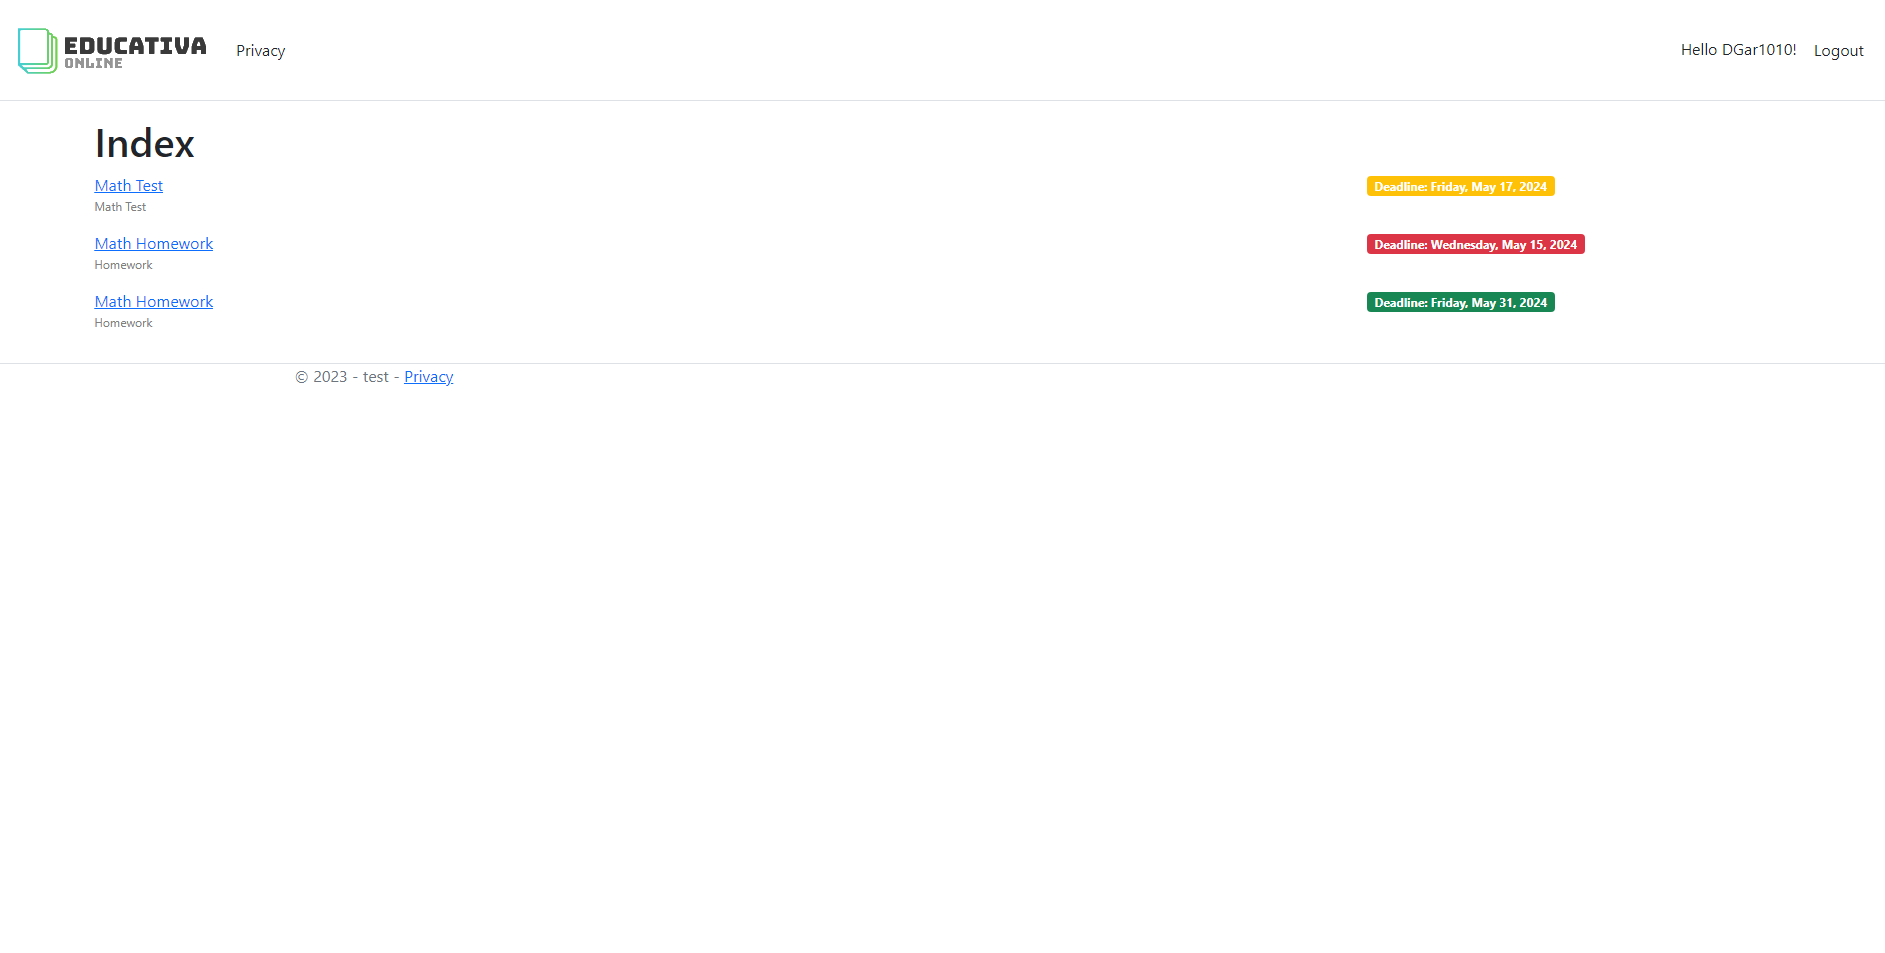 EDUCATIVA
ONLINE
Privacy
Hello DGar1010!
Logout
Index
Math Test
Deadline: Friday, May 17, 2024
Math Test
Math Homework
Deadline: Wednesday, May 15, 2024
Homework
Math Homework
Deadline: Friday, May 31, 2024
Homework
© 2023 - test - Privacy